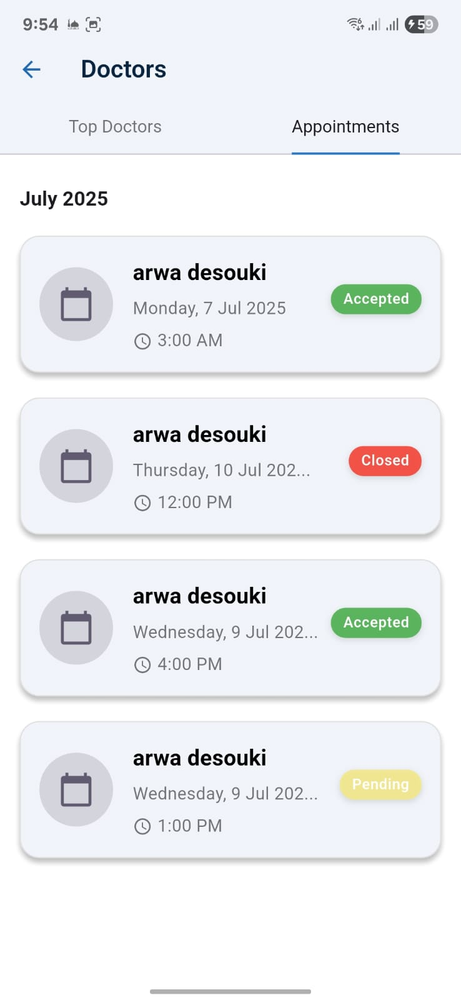 9:54
59
Doctors
Top Doctors
Appointments
July 2025
arwa desouki
Monday, 7 Jul 2025
Accepted
3:00 AM
arwa desouki
Thursday, 10 Jul 202...
Closed
12:00 PM
arwa desouki
Wednesday, 9 Jul 202...
Accepted
4:00 PM
arwa desouki
Wednesday, 9 Jul 202...
Pending
1:00 PM